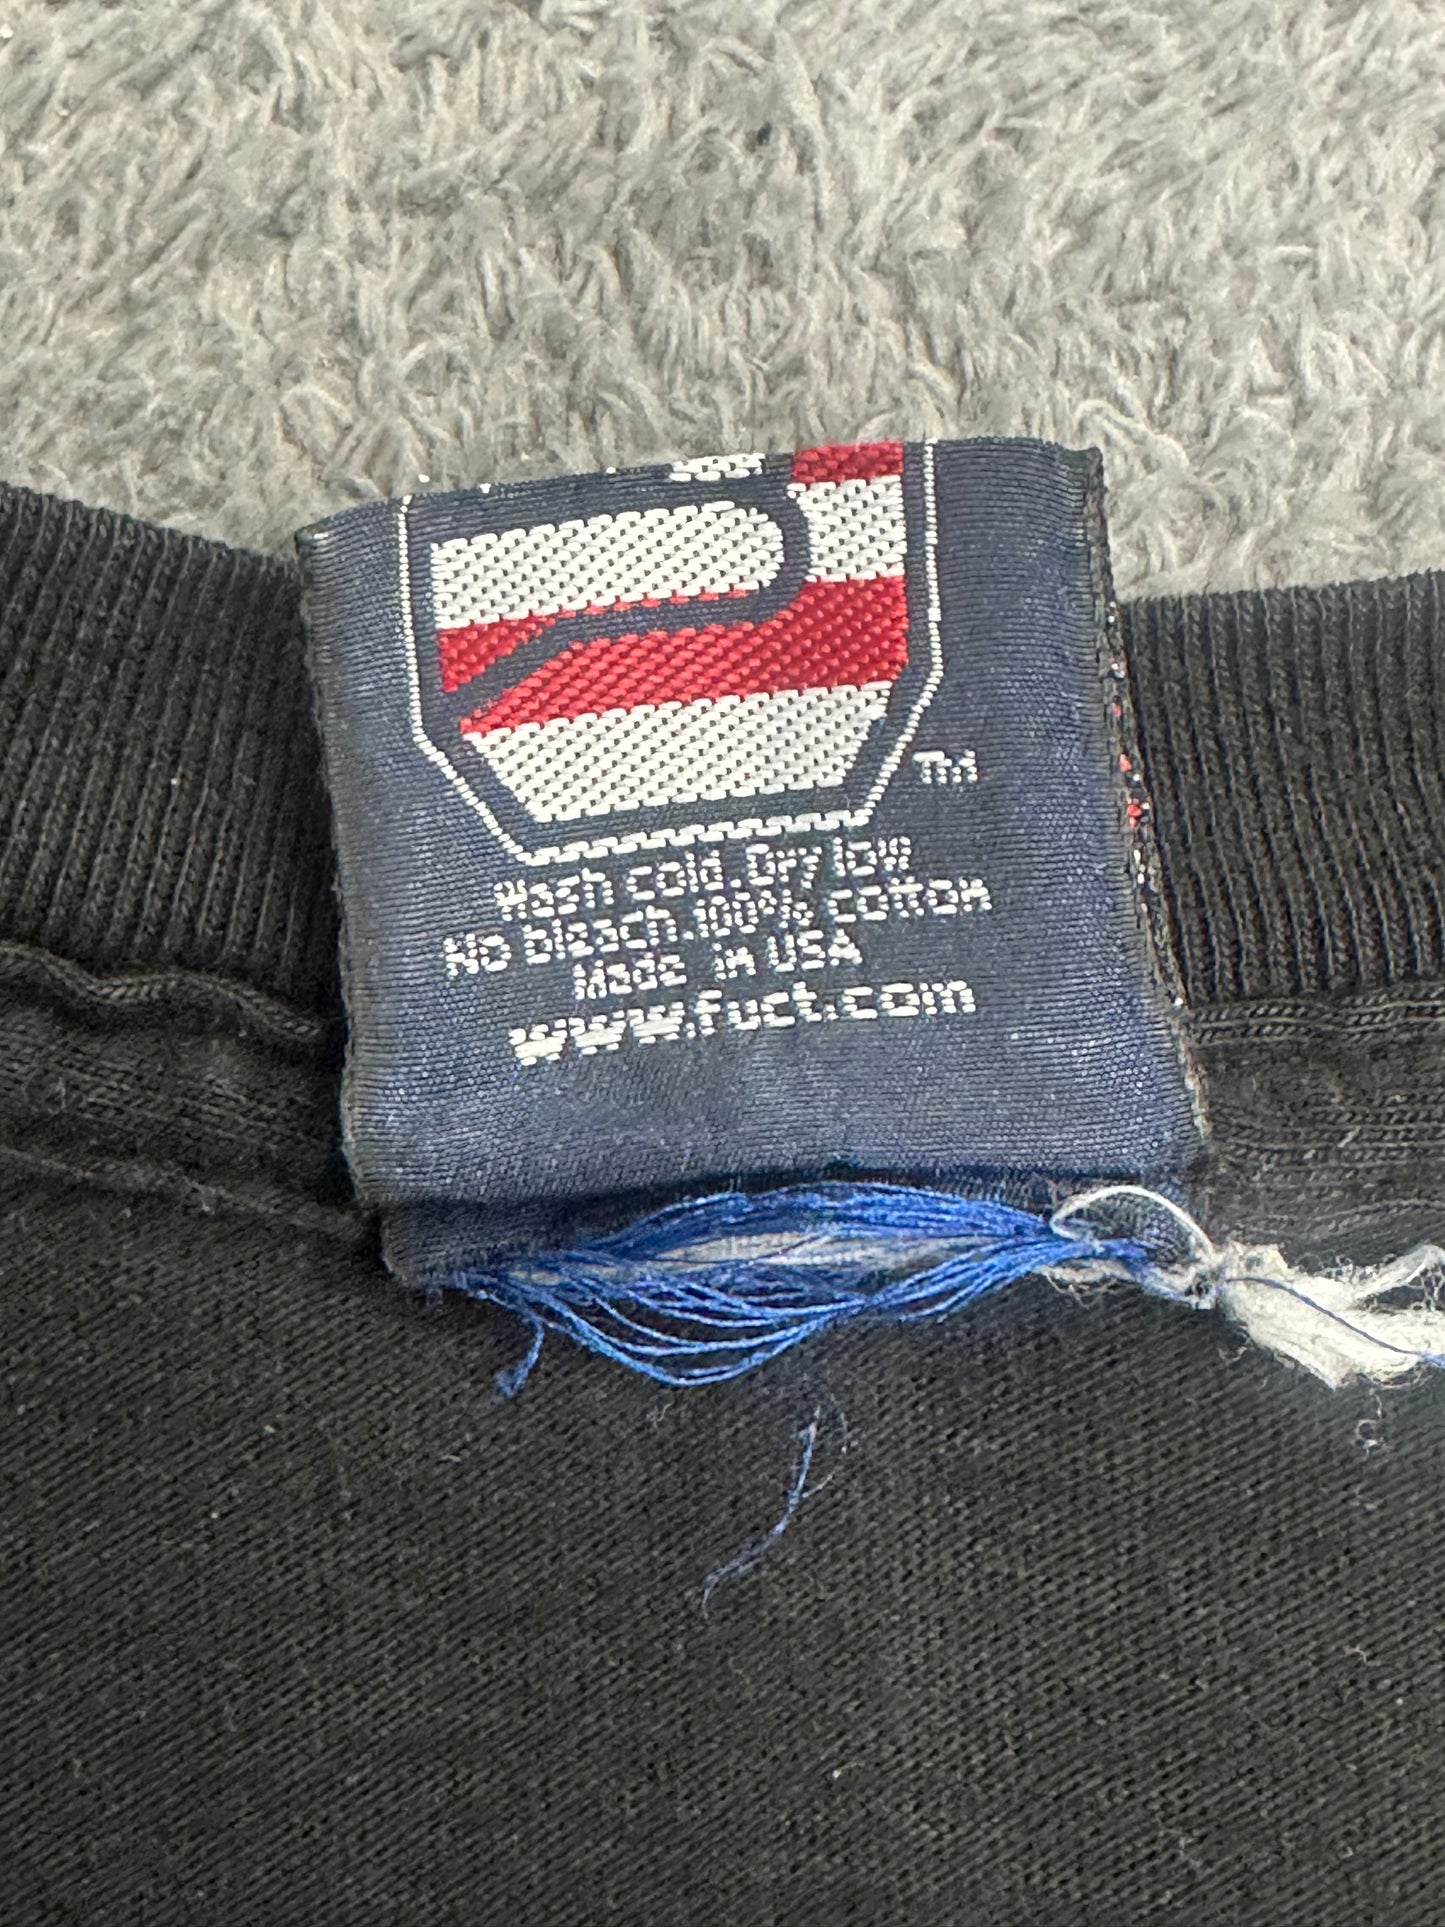 TM
Wash cold. Dry low
No bleach. 100% cotton
Made in USA
www.fuct.com